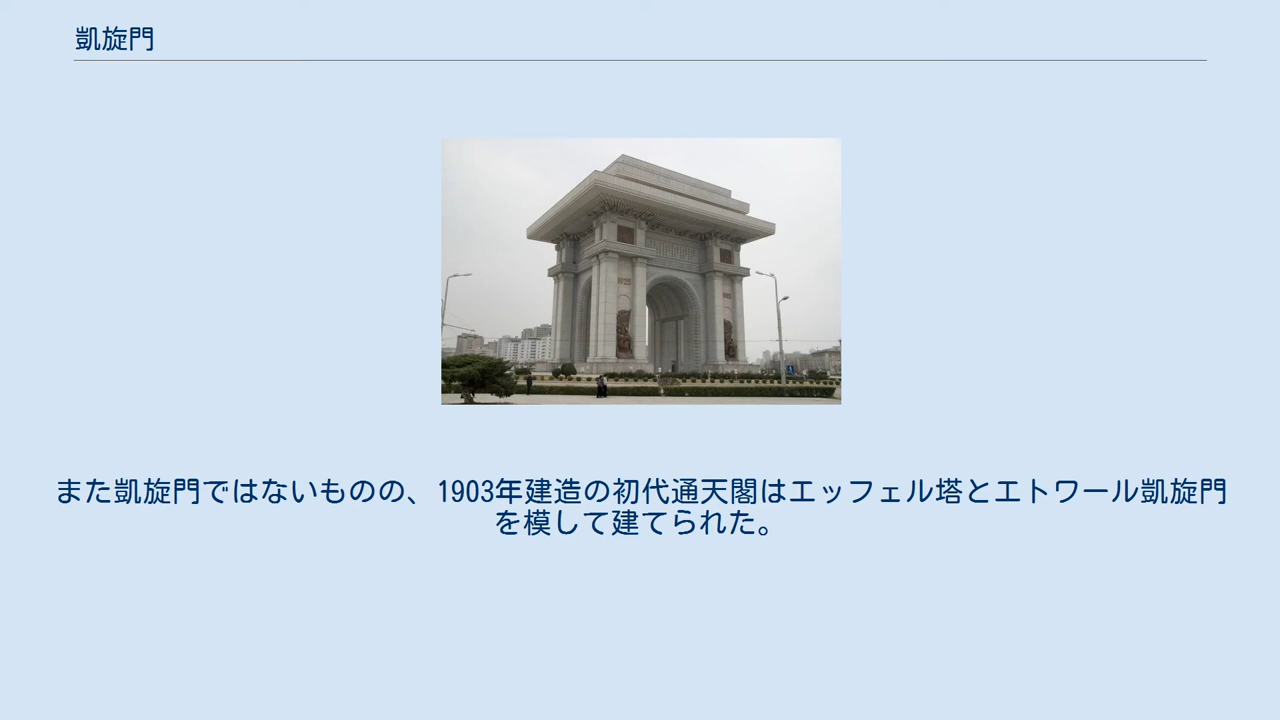 凱旋門
また凱旋門ではないものの、1903年建造の初代通天閣はエッフェル塔とエトワール凱旋門
を模して建てられた。